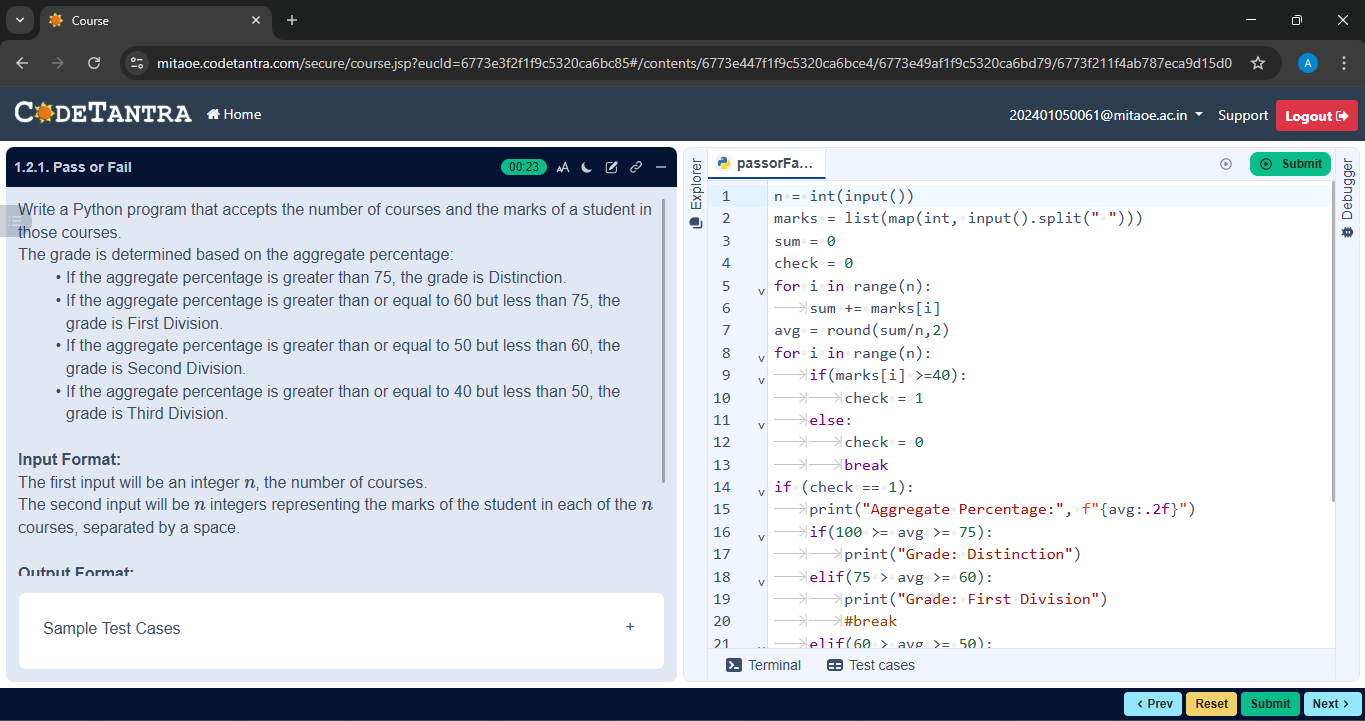 Course
mitaoe.codetantra.com/secure/course.jsp?eucId=6773e3f2f1f9c5320ca6bc85#/contents/6773e447f1f9c5320ca6bce4/6773e49af1f9c5320ca6bd79/6773f211f4ab787eca9d15d0
A
CODETANTRA
Home
202401050061@mitaoe.ac.in
Support
Logout
1.2.1. Pass or Fail
00:23
AA
Write a Python program that accepts the number of courses and the marks of a student in
those courses.
The grade is determined based on the aggregate percentage:
• If the aggregate percentage is greater than 75, the grade is Distinction.
• If the aggregate percentage is greater than or equal to 60 but less than 75, the
grade is First Division.
• If the aggregate percentage is greater than or equal to 50 but less than 60, the
grade is Second Division.
• If the aggregate percentage is greater than or equal to 40 but less than 50, the
grade is Third Division.
Input Format:
The first input will be an integer n, the number of courses.
The second input will be n integers representing the marks of the student in each of the n
courses, separated by a space.
Output Format:
Sample Test Cases
+
Explorer
passorFa...
Submit
Debugger
1 n = int(input())
2 marks = list(map(int, input().split(" ")))
3 sum = 0
4 check = 0
5 for i in range(n):
6 sum += marks[i]
7 avg = round(sum/n,2)
8 for i in range(n):
9 if(marks[i] >=40):
10 check = 1
11 else:
12 check = 0
13 break
14 if (check == 1):
15 print("Aggregate Percentage:", f"{avg:.2f}")
16 if(100 >= avg >= 75):
17 print("Grade: Distinction")
18 elif(75 > avg >= 60):
19 print("Grade: First Division")
20 #break
21 elif(60 > avg >= 50):
Terminal
Test cases
< Prev
Reset
Submit
Next >